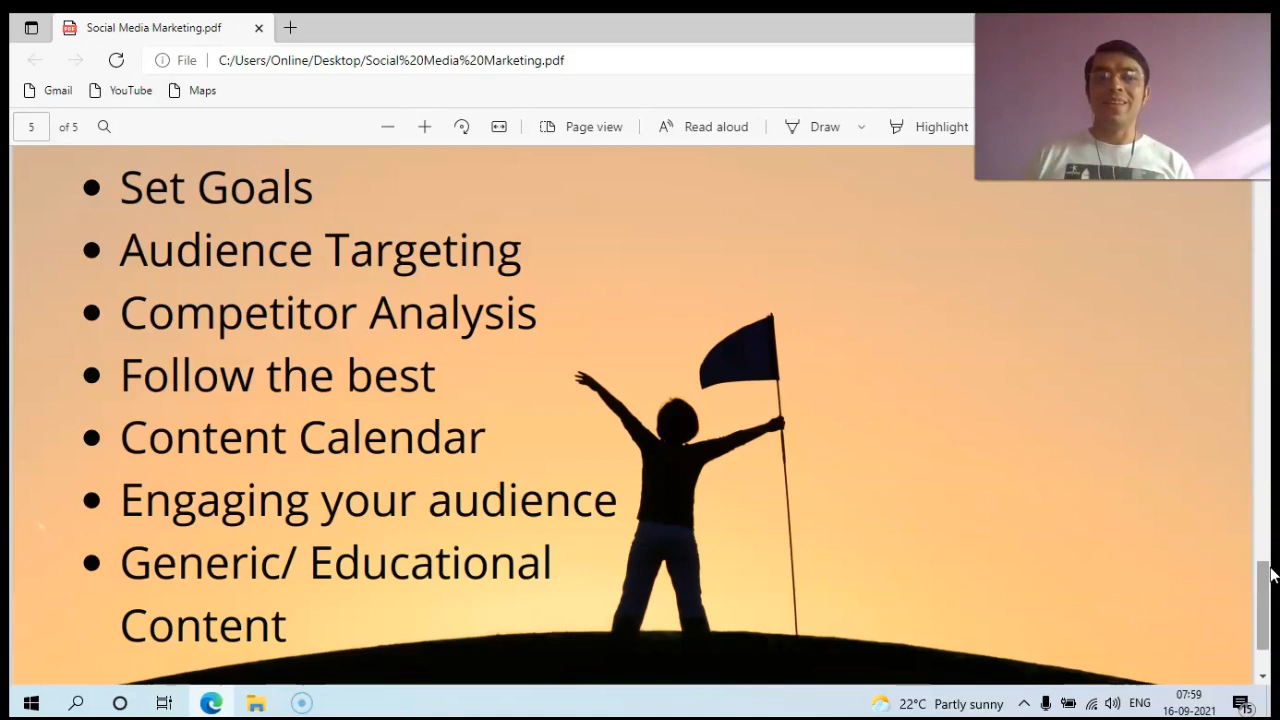 Social Media Marketing.pdf
File
C:/Users/Online/Desktop/Social%20Media%20Marketing.pdf
Gmail
YouTube
Maps
5 of 5
Page view
Read aloud
Draw
Highlight
• Set Goals
• Audience Targeting
• Competitor Analysis
• Follow the best
• Content Calendar
• Engaging your audience
• Generic/ Educational
Content
22°C Partly sunny
ENG
07:59
16-09-2021
15